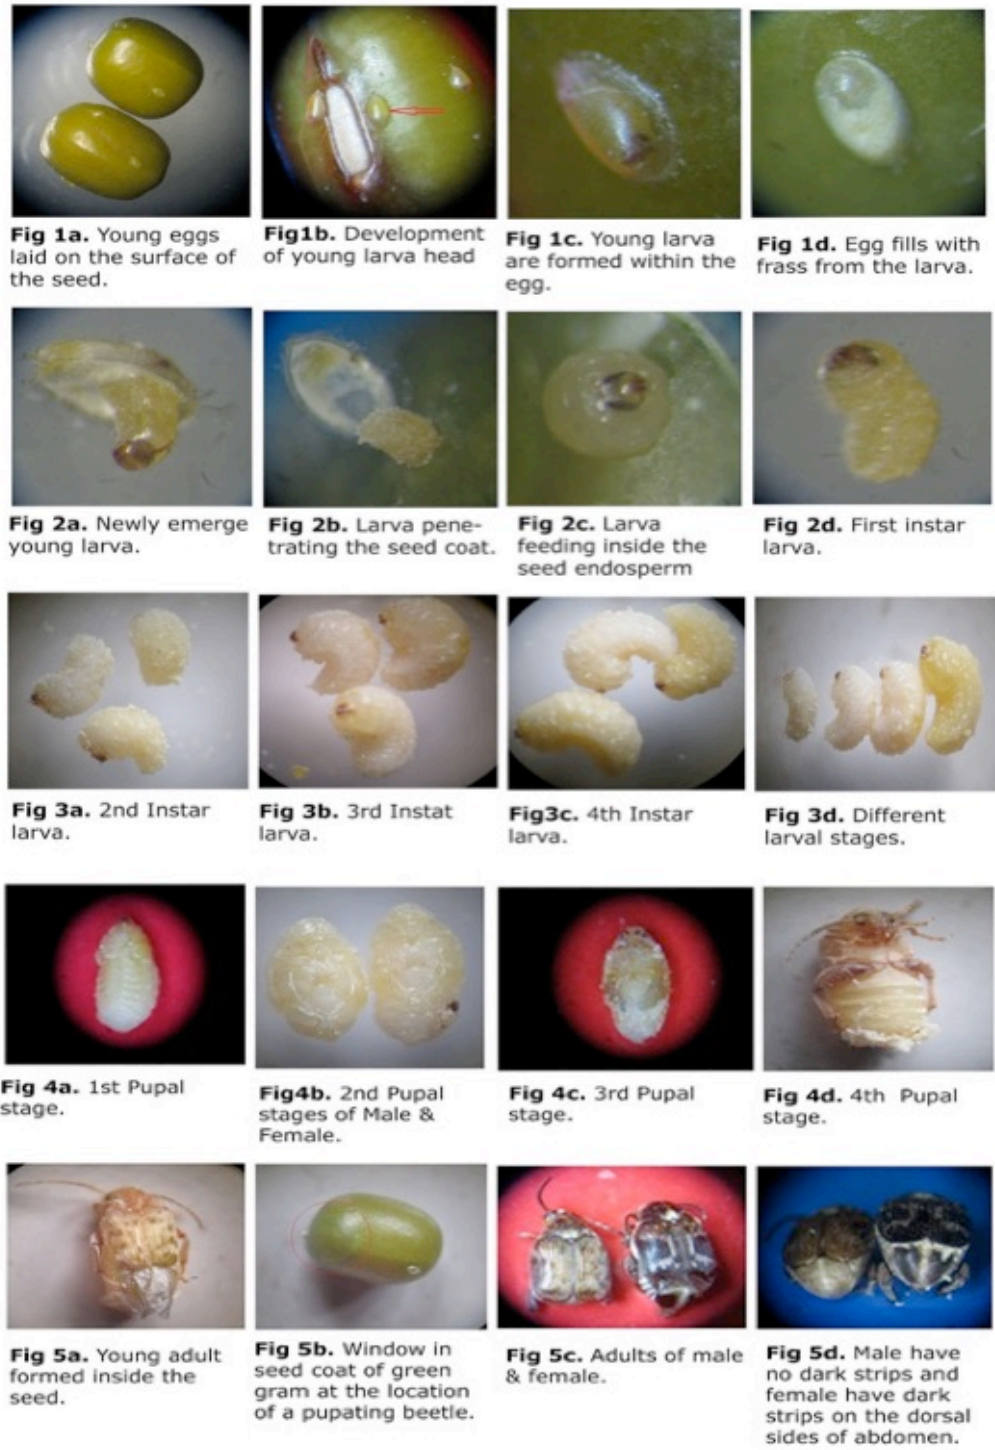 Fig 1a. Young eggs
laid on the surface of
the seed.
Fig1b. Development
of young larva head
Fig 1c. Young larva
are formed within the
egg.
Fig 1d. Egg fills with
frass from the larva.
Fig 2a. Newly emerge
young larva.
Fig 2b. Larva pene-
trating the seed coat.
Fig 2c. Larva
feeding inside the
seed endosperm
Fig 2d. First instar
larva.
Fig 3a. 2nd Instar
larva.
Fig 3b. 3rd Instat
larva.
Fig3c. 4th Instar
larva.
Fig 3d. Different
larval stages.
Fig 4a. 1st Pupal
stage.
Fig4b. 2nd Pupal
stages of Male &
Female.
Fig 4c. 3rd Pupal
stage.
Fig 4d. 4th Pupal
stage.
Fig 5a. Young adult
formed inside the
seed.
Fig 5b. Window in
seed coat of green
gram at the location
of a pupating beetle.
Fig 5c. Adults of male
& female.
Fig 5d. Male have
no dark strips and
female have dark
strips on the dorsal
sides of abdomen.